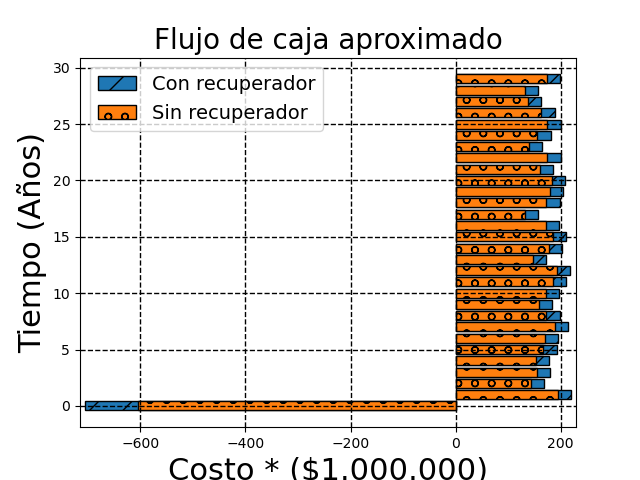 Flujo de caja aproximado
Con recuperador
Sin recuperador
Tiempo (Años)
30
25
20
15
10
5
0
−600 −400 −200 0 200
Costo * ($1.000.000)